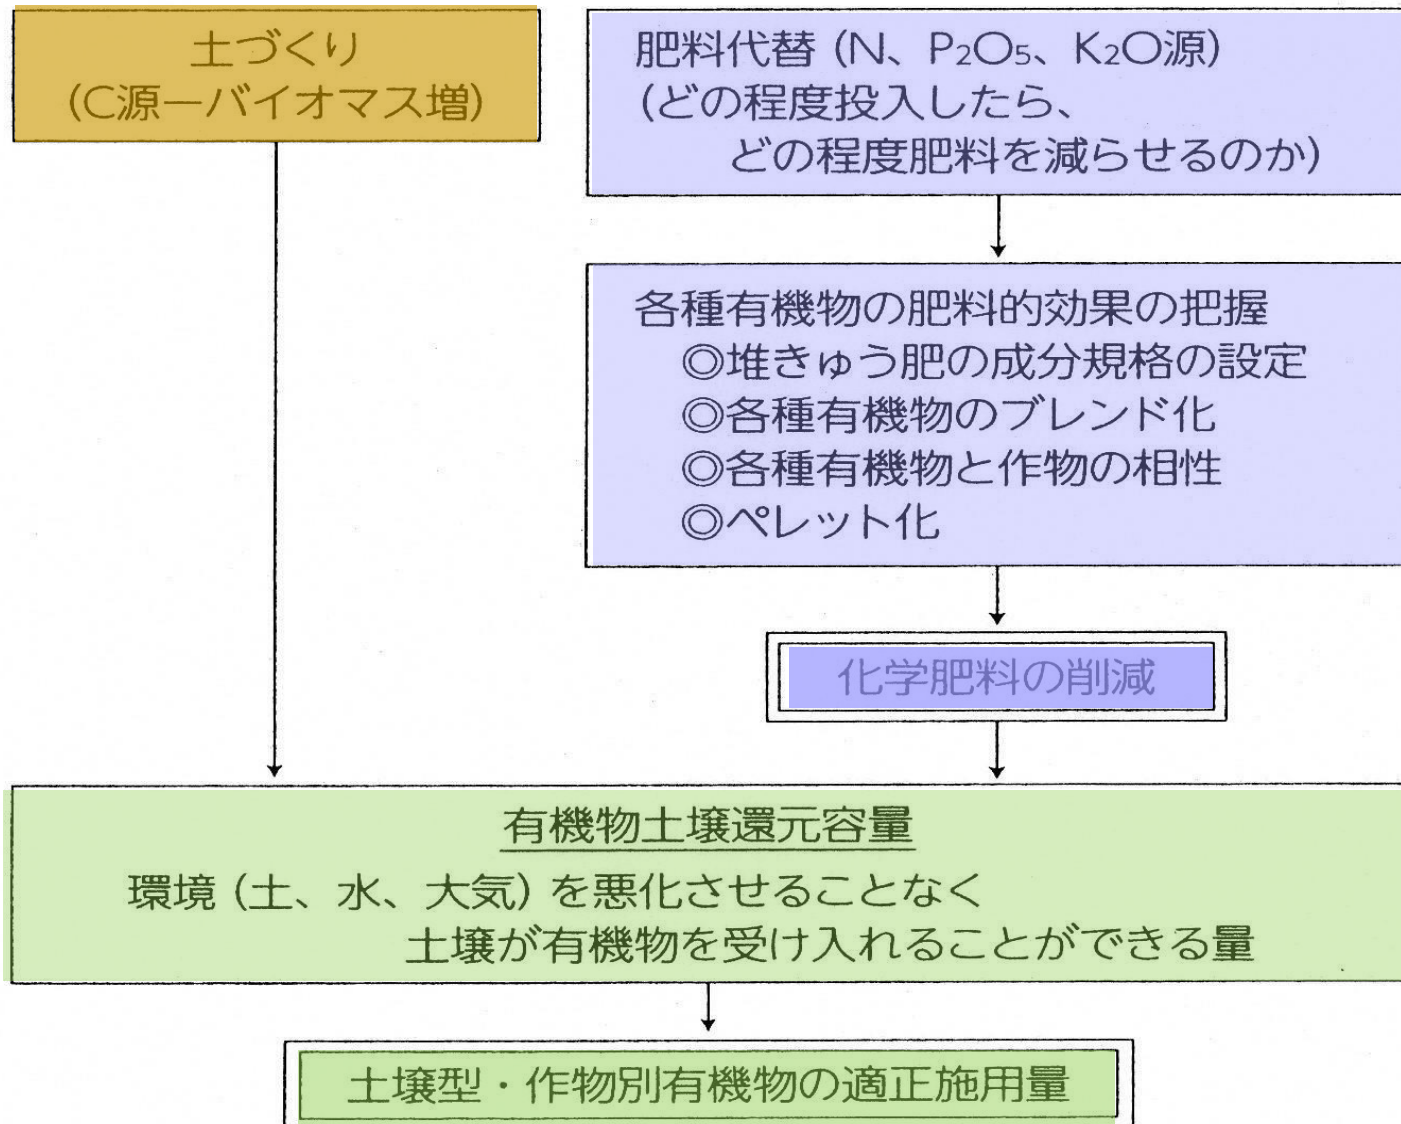 土づくり
(C源ーバイオマス増)
肥料代替 (N、P₂O₅、K₂O源)
(どの程度投入したら、
どの程度肥料を減らせるのか)
各種有機物の肥料的効果の把握
◎堆きゅう肥の成分規格の設定
◎各種有機物のブレンド化
◎各種有機物と作物の相性
◎ペレット化
化学肥料の削減
有機物土壌還元容量
環境 (土、水、大気) を悪化させることなく
土壌が有機物を受け入れることができる量
土壌型・作物別有機物の適正施用量